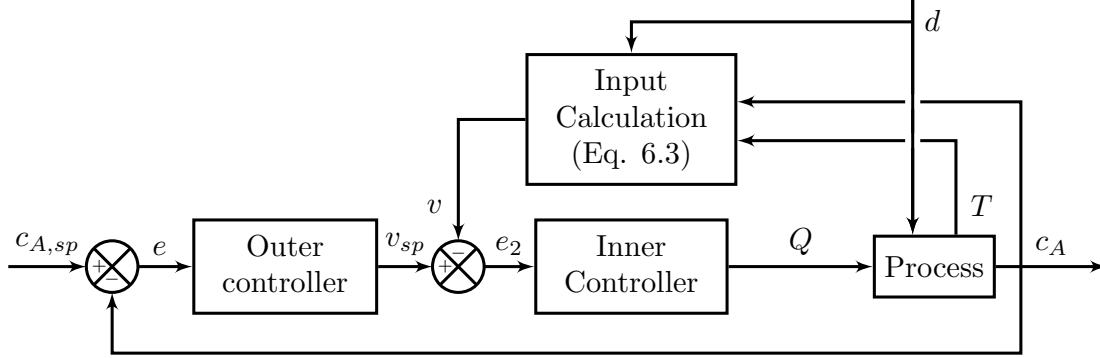 d
Input
Calculation
(Eq. 6.3)
v
T
c_{A,sp}
+
−
e
Outer
controller
v_{sp}
−
+
e_2
Inner
Controller
Q
Process
c_A